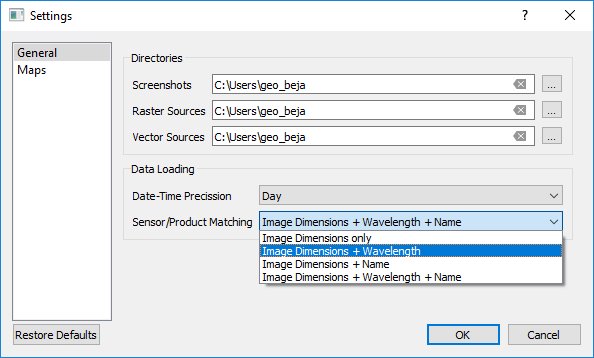 Settings
?
General
Maps
Directories
Screenshots C:\Users\geo_beja ...
Raster Sources C:\Users\geo_beja ...
Vector Sources C:\Users\geo_beja ...
Data Loading
Date-Time Precission Day
Sensor/Product Matching Image Dimensions + Wavelength + Name
Image Dimensions only
Image Dimensions + Wavelength
Image Dimensions + Name
Image Dimensions + Wavelength + Name
Restore Defaults OK Cancel